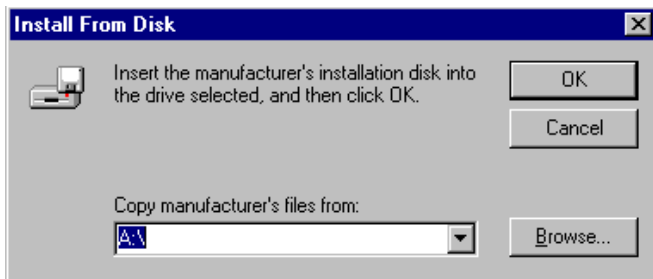 Install From Disk
Insert the manufacturer's installation disk into
the drive selected, and then click OK.
OK
Cancel
Copy manufacturer's files from:
A:\
Browse...